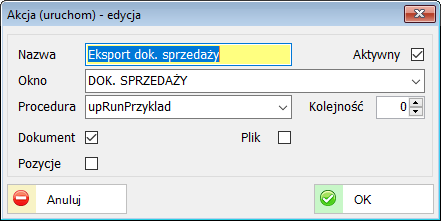 Akcja (uruchom) - edycja
Nazwa Eksport dok. sprzedaży Aktywny
Okno DOK. SPRZEDAŻY
Procedura upRunPrzyklad Kolejność 0
Dokument Plik
Pozycje
Anuluj OK